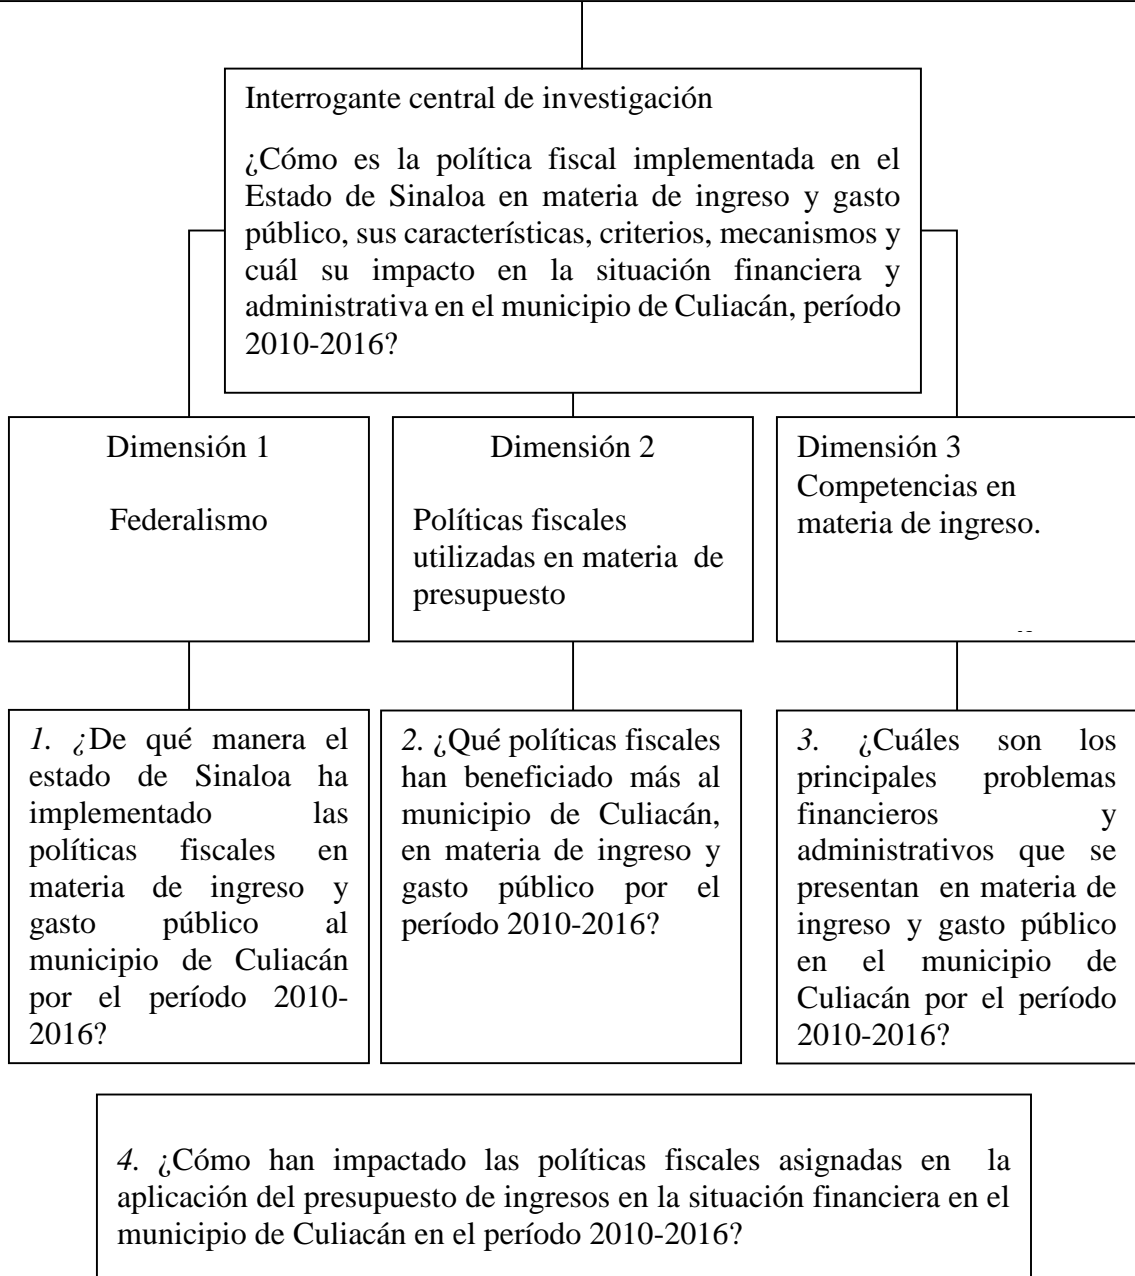 Interrogante central de investigación
¿Cómo es la política fiscal implementada en el
Estado de Sinaloa en materia de ingreso y gasto
público, sus características, criterios, mecanismos y
cuál su impacto en la situación financiera y
administrativa en el municipio de Culiacán, período
2010-2016?
Dimensión 1
Federalismo
Dimensión 2
Políticas fiscales
utilizadas en materia de
presupuesto
Dimensión 3
Competencias en
materia de ingreso.
1. ¿De qué manera el
estado de Sinaloa ha
implementado las
políticas fiscales en
materia de ingreso y
gasto público al
municipio de Culiacán
por el período 2010-
2016?
2. ¿Qué políticas fiscales
han beneficiado más al
municipio de Culiacán,
en materia de ingreso y
gasto público por el
período 2010-2016?
3. ¿Cuáles son los
principales problemas
financieros y
administrativos que se
presentan en materia de
ingreso y gasto público
en el municipio de
Culiacán por el período
2010-2016?
4. ¿Cómo han impactado las políticas fiscales asignadas en la
aplicación del presupuesto de ingresos en la situación financiera en el
municipio de Culiacán en el período 2010-2016?